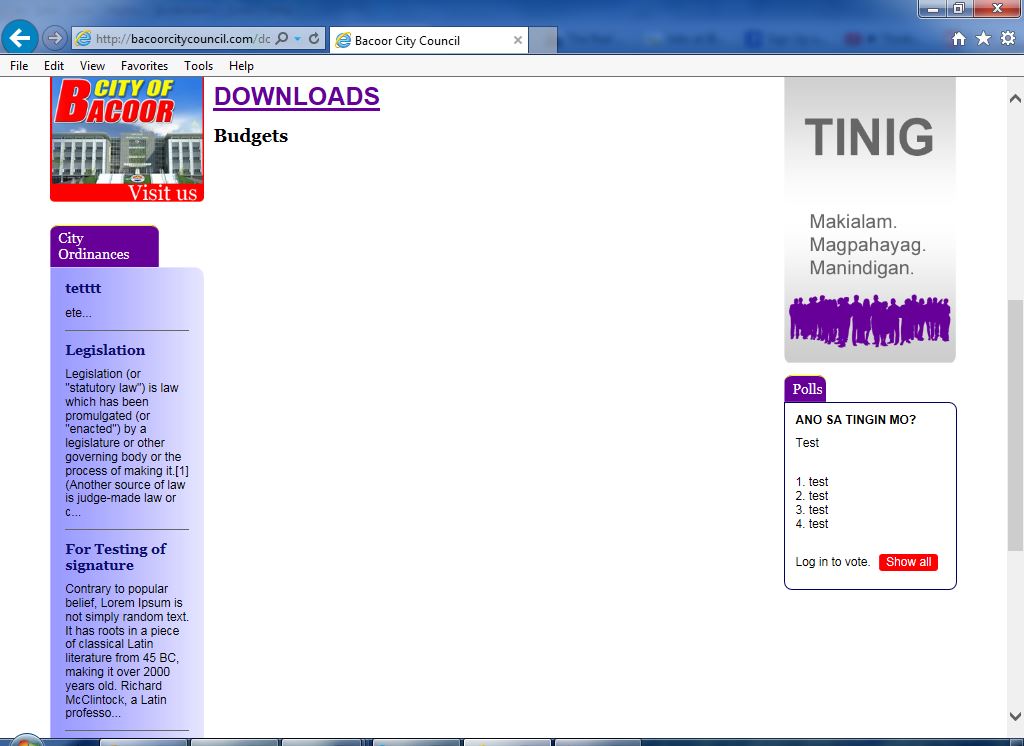 http://bacoorcitycouncil.com/dc
Bacoor City Council
File Edit View Favorites Tools Help
CITY OF
BACOOR
Visit us
City
Ordinances
tetttt
ete...
Legislation
Legislation (or
"statutory law") is law
which has been
promulgated (or
"enacted") by a
legislature or other
governing body or the
process of making it.[1]
(Another source of law
is judge-made law or
c...
For Testing of
signature
Contrary to popular
belief, Lorem Ipsum is
not simply random text.
It has roots in a piece
of classical Latin
literature from 45 BC,
making it over 2000
years old. Richard
McClintock, a Latin
professo...
DOWNLOADS
Budgets
TINIG
Makialam.
Magpahayag.
Manindigan.
Polls
ANO SA TINGIN MO?
Test
1. test
2. test
3. test
4. test
Log in to vote. Show all